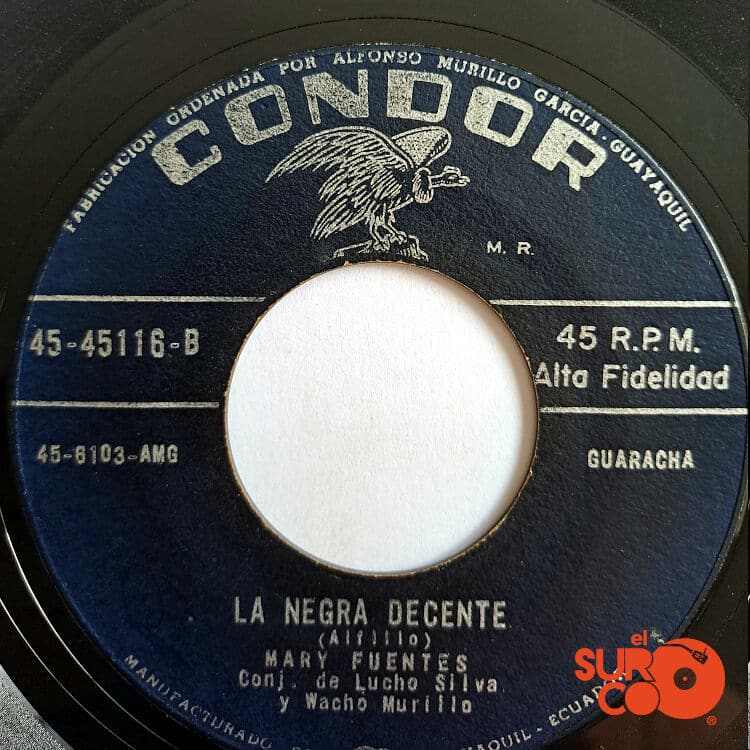 FABRICACION ORDENADA POR ALFONSO MURILLO GARCIA - GUAYAQUIL
CONDOR
M. R.
45-45116-B
45 R.P.M.
Alta Fidelidad
45-6103-AMG
GUARACHA
LA NEGRA DECENTE
(Alfillo)
MARY FUENTES
Conj. de Lucho Silva
y Wacho Murillo
MANUFACTURADO
ECUADOR
el
SURCO